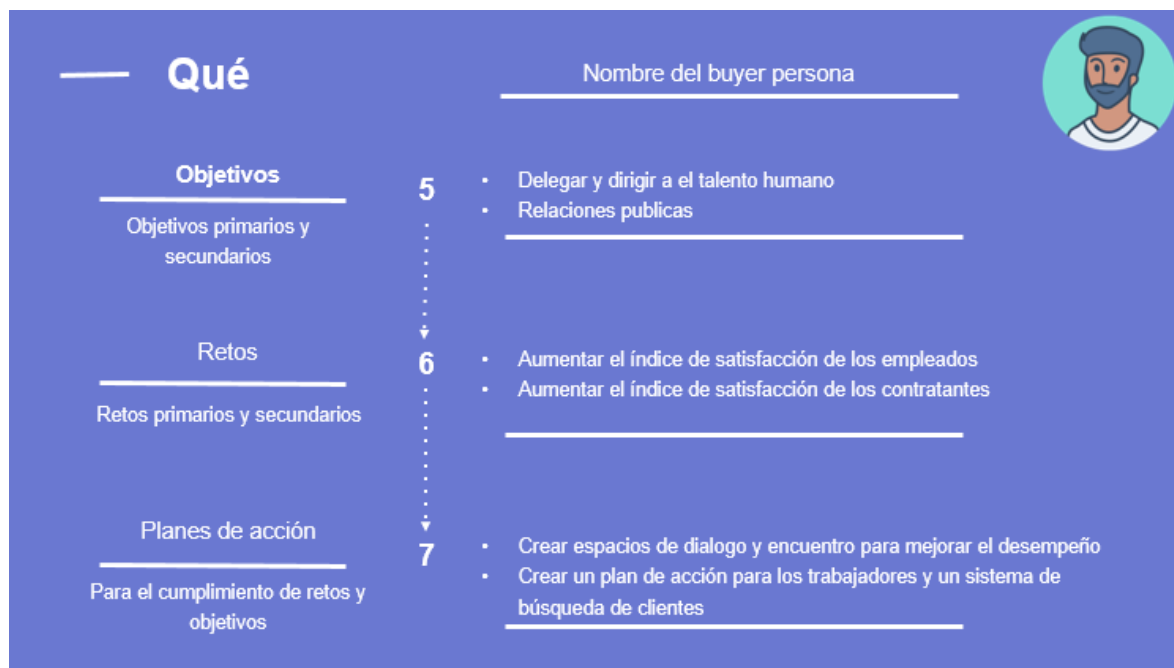 Qué
Nombre del buyer persona
Objetivos
Objetivos primarios y
secundarios
5
• Delegar y dirigir a el talento humano
• Relaciones publicas
Retos
Retos primarios y secundarios
6
• Aumentar el índice de satisfacción de los empleados
• Aumentar el índice de satisfacción de los contratantes
Planes de acción
Para el cumplimiento de retos y
objetivos
7
• Crear espacios de dialogo y encuentro para mejorar el desempeño
• Crear un plan de acción para los trabajadores y un sistema de
búsqueda de clientes